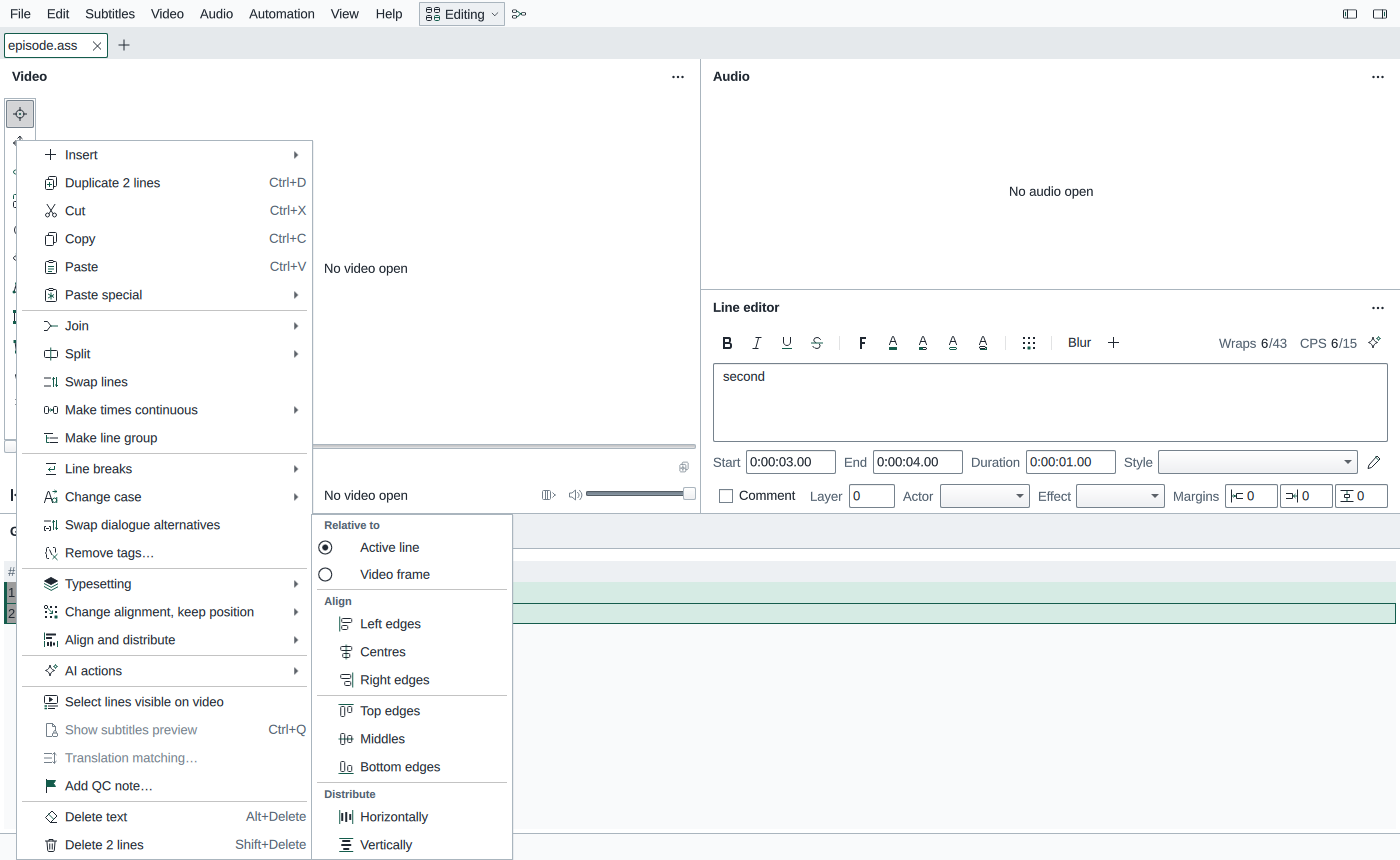 File Edit Subtitles Video Audio Automation View Help Editing
episode.ass
Video
Audio
No audio open
No video open
Insert
Duplicate 2 lines Ctrl+D
Cut Ctrl+X
Copy Ctrl+C
Paste Ctrl+V
Paste special
Join
Split
Swap lines
Make times continuous
Make line group
Line breaks
Change case
Swap dialogue alternatives
Remove tags…
Typesetting
Change alignment, keep position
Align and distribute
AI actions
Select lines visible on video
Show subtitles preview Ctrl+Q
Translation matching…
Add QC note…
Delete text Alt+Delete
Delete 2 lines Shift+Delete
No video open
Line editor
B I U S F A A A A Blur Wraps 6/43 CPS 6/15
second
Start 0:00:03.00 End 0:00:04.00 Duration 0:00:01.00 Style
Comment Layer 0 Actor Effect Margins 0 0 0
#
1
2
Relative to
Active line
Video frame
Align
Left edges
Centres
Right edges
Top edges
Middles
Bottom edges
Distribute
Horizontally
Vertically